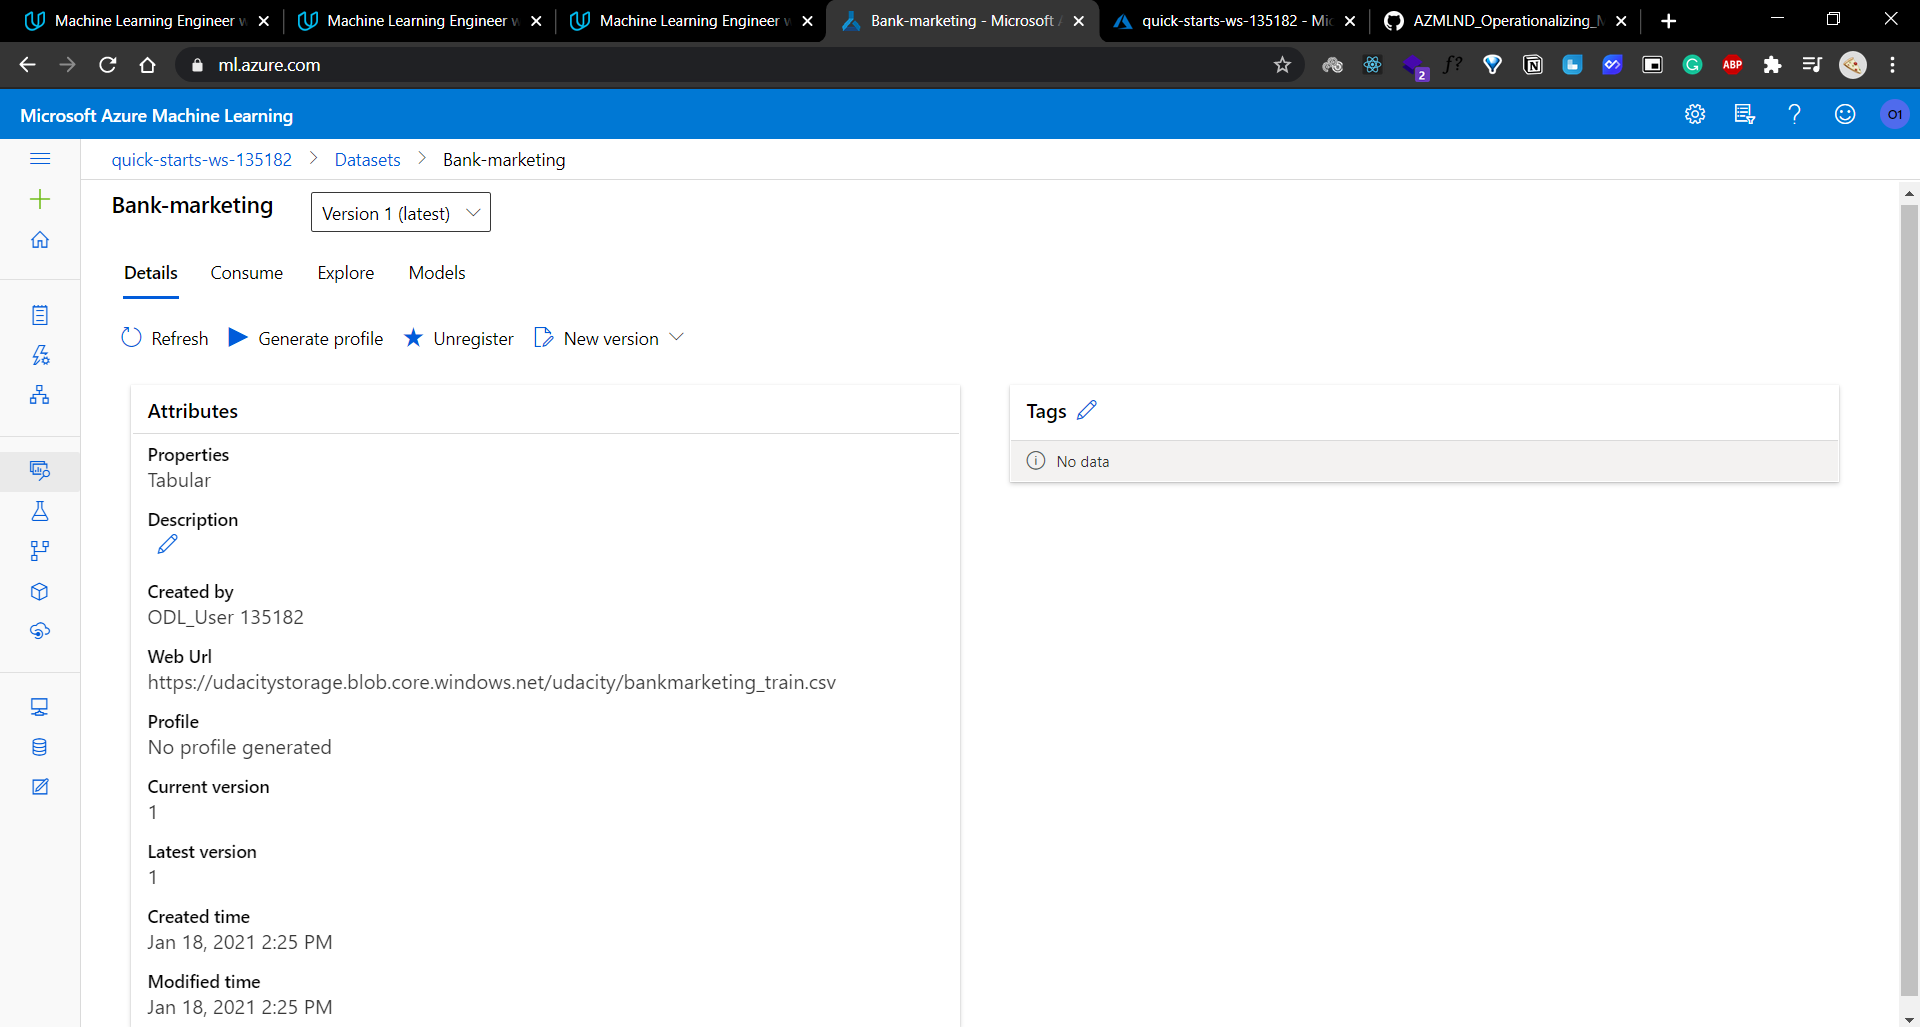 Machine Learning Engineer
Machine Learning Engineer
Machine Learning Engineer
Bank-marketing - Microsoft
quick-starts-ws-135182 - Mi
AZMLND_Operationalizing_
ml.azure.com
2
f?
ABP
Microsoft Azure Machine Learning
O1
quick-starts-ws-135182 > Datasets > Bank-marketing
Bank-marketing
Version 1 (latest)
Details Consume Explore Models
Refresh Generate profile Unregister New version
Attributes
Properties
Tabular
Description
Created by
ODL_User 135182
Web Url
https://udacitystorage.blob.core.windows.net/udacity/bankmarketing_train.csv
Profile
No profile generated
Current version
1
Latest version
1
Created time
Jan 18, 2021 2:25 PM
Modified time
Jan 18, 2021 2:25 PM
Tags
No data